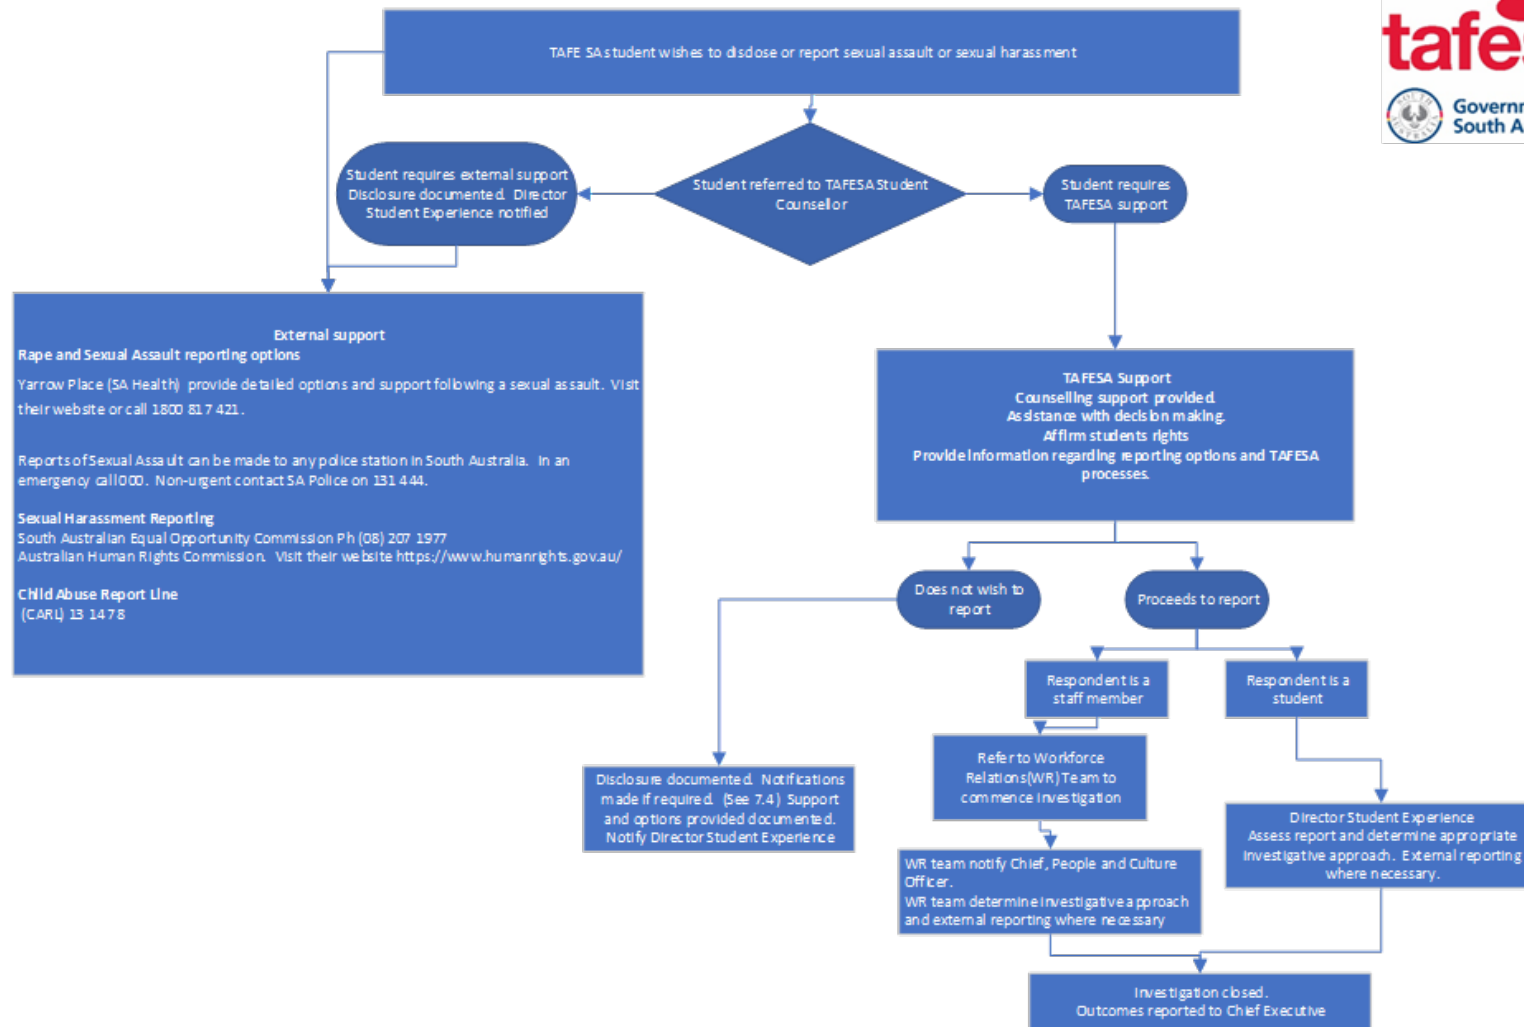 TAFE SA student wishes to disclose or report sexual assault or sexual harassment
tafe
Governm
South A
Student requires external support
Disclosure documented. Director
Student Experience notified
Student referred to TAFESA Student
Counsellor
Student requires
TAFESA support
External support
Rape and Sexual Assault reporting options
Yarrow Place (SA Health) provide detailed options and support following a sexual assault. Visit
their website or call 1800 817 421.
Reports of Sexual Assault can be made to any police station in South Australia. In an
emergency call 000. Non-urgent contact SA Police on 131 444.
Sexual Harassment Reporting
South Australian Equal Opportunity Commission Ph (08) 207 1977
Australian Human Rights Commission. Visit their website https://www.humanrights.gov.au/
Child Abuse Report Line
(CARL) 13 14 78
TAFESA Support
Counselling support provided.
Assistance with decision making.
Affirm students rights
Provide information regarding reporting options and TAFESA
processes.
Does not wish to
report
Proceeds to report
Respondent is a
staff member
Respondent is a
student
Refer to Workforce
Relations(WR) Team to
commence investigation
Disclosure documented. Notifications
made if required. (See 7.4) Support
and options provided documented.
Notify Director Student Experience
WR team notify Chief, People and Culture
Officer.
WR team determine investigative approach
and external reporting where necessary
Director Student Experience
Assess report and determine appropriate
investigative approach. External reporting
where necessary.
Investigation closed.
Outcomes reported to Chief Executive